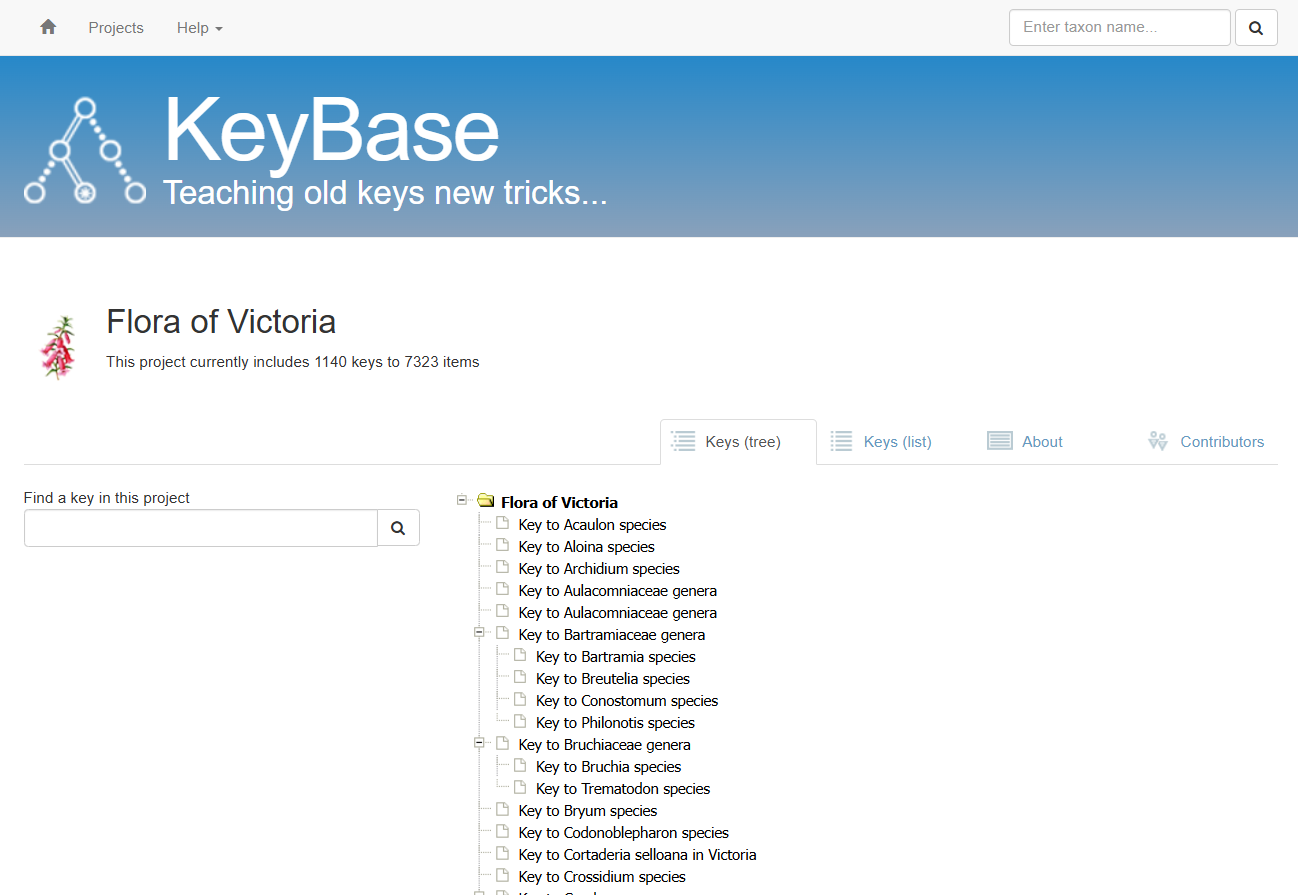 Projects
Help
Enter taxon name...
KeyBase
Teaching old keys new tricks...
Flora of Victoria
This project currently includes 1140 keys to 7323 items
Keys (tree)
Keys (list)
About
Contributors
Find a key in this project
Flora of Victoria
Key to Acaulon species
Key to Aloina species
Key to Archidium species
Key to Aulacomniaceae genera
Key to Aulacomniaceae genera
Key to Bartramiaceae genera
Key to Bartramia species
Key to Breutelia species
Key to Conostomum species
Key to Philonotis species
Key to Bruchiaceae genera
Key to Bruchia species
Key to Trematodon species
Key to Bryum species
Key to Codonoblepharon species
Key to Cortaderia selloana in Victoria
Key to Crossidium species